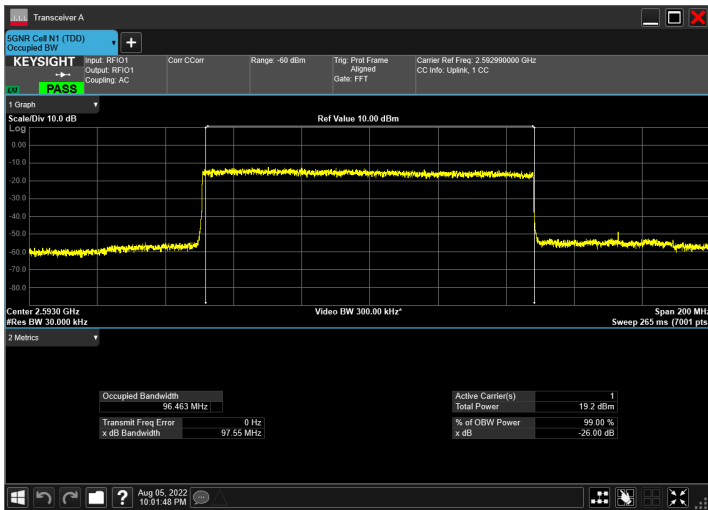 Transceiver A
5GNR Cell N1 (TDD)
Occupied BW
KEYSIGHT
PASS
Input: RFIO1
Output: RFIO1
Coupling: AC
Corr CCorr
Range: -60 dBm
Trig: Prot Frame
Aligned
Gate: FFT
Carrier Ref Freq: 2.592990000 GHz
CC Info: Uplink, 1 CC
1 Graph
Scale/Div 10.0 dB
Ref Value 10.00 dBm
Log
0.00
-10.0
-20.0
-30.0
-40.0
-50.0
-60.0
-70.0
-80.0
Center 2.5930 GHz
Video BW 300.00 kHz*
Span 200 MHz
#Res BW 30.000 kHz
Sweep 265 ms (7001 pts)
2 Metrics
Occupied Bandwidth
96.463 MHz
Transmit Freq Error 0 Hz
x dB Bandwidth 97.55 MHz
Active Carrier(s) 1
Total Power 19.2 dBm
% of OBW Power 99.00 %
x dB -26.00 dB
Aug 05, 2022
10:01:48 PM